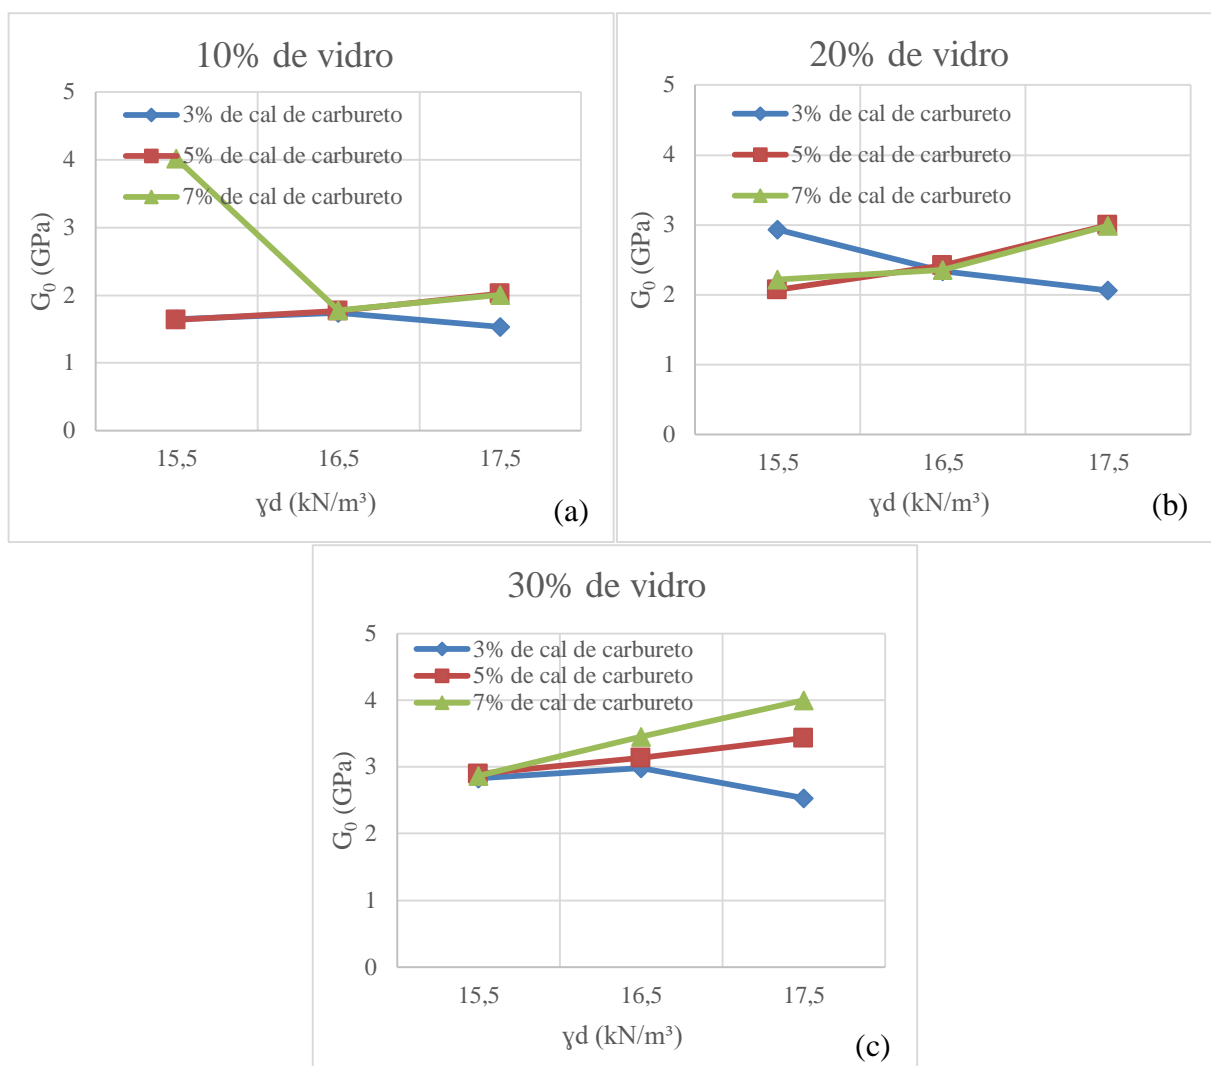 10% de vidro
5
4
3
2
1
0
3% de cal de carbureto
5% de cal de carbureto
7% de cal de carbureto
G₀ (GPa)
15,5 16,5 17,5
ɣd (kN/m³)
(a)
20% de vidro
5
4
3
2
1
0
3% de cal de carbureto
5% de cal de carbureto
7% de cal de carbureto
G₀ (GPa)
15,5 16,5 17,5
ɣd (kN/m³)
(b)
30% de vidro
5
4
3
2
1
0
3% de cal de carbureto
5% de cal de carbureto
7% de cal de carbureto
G₀ (GPa)
15,5 16,5 17,5
ɣd (kN/m³)
(c)